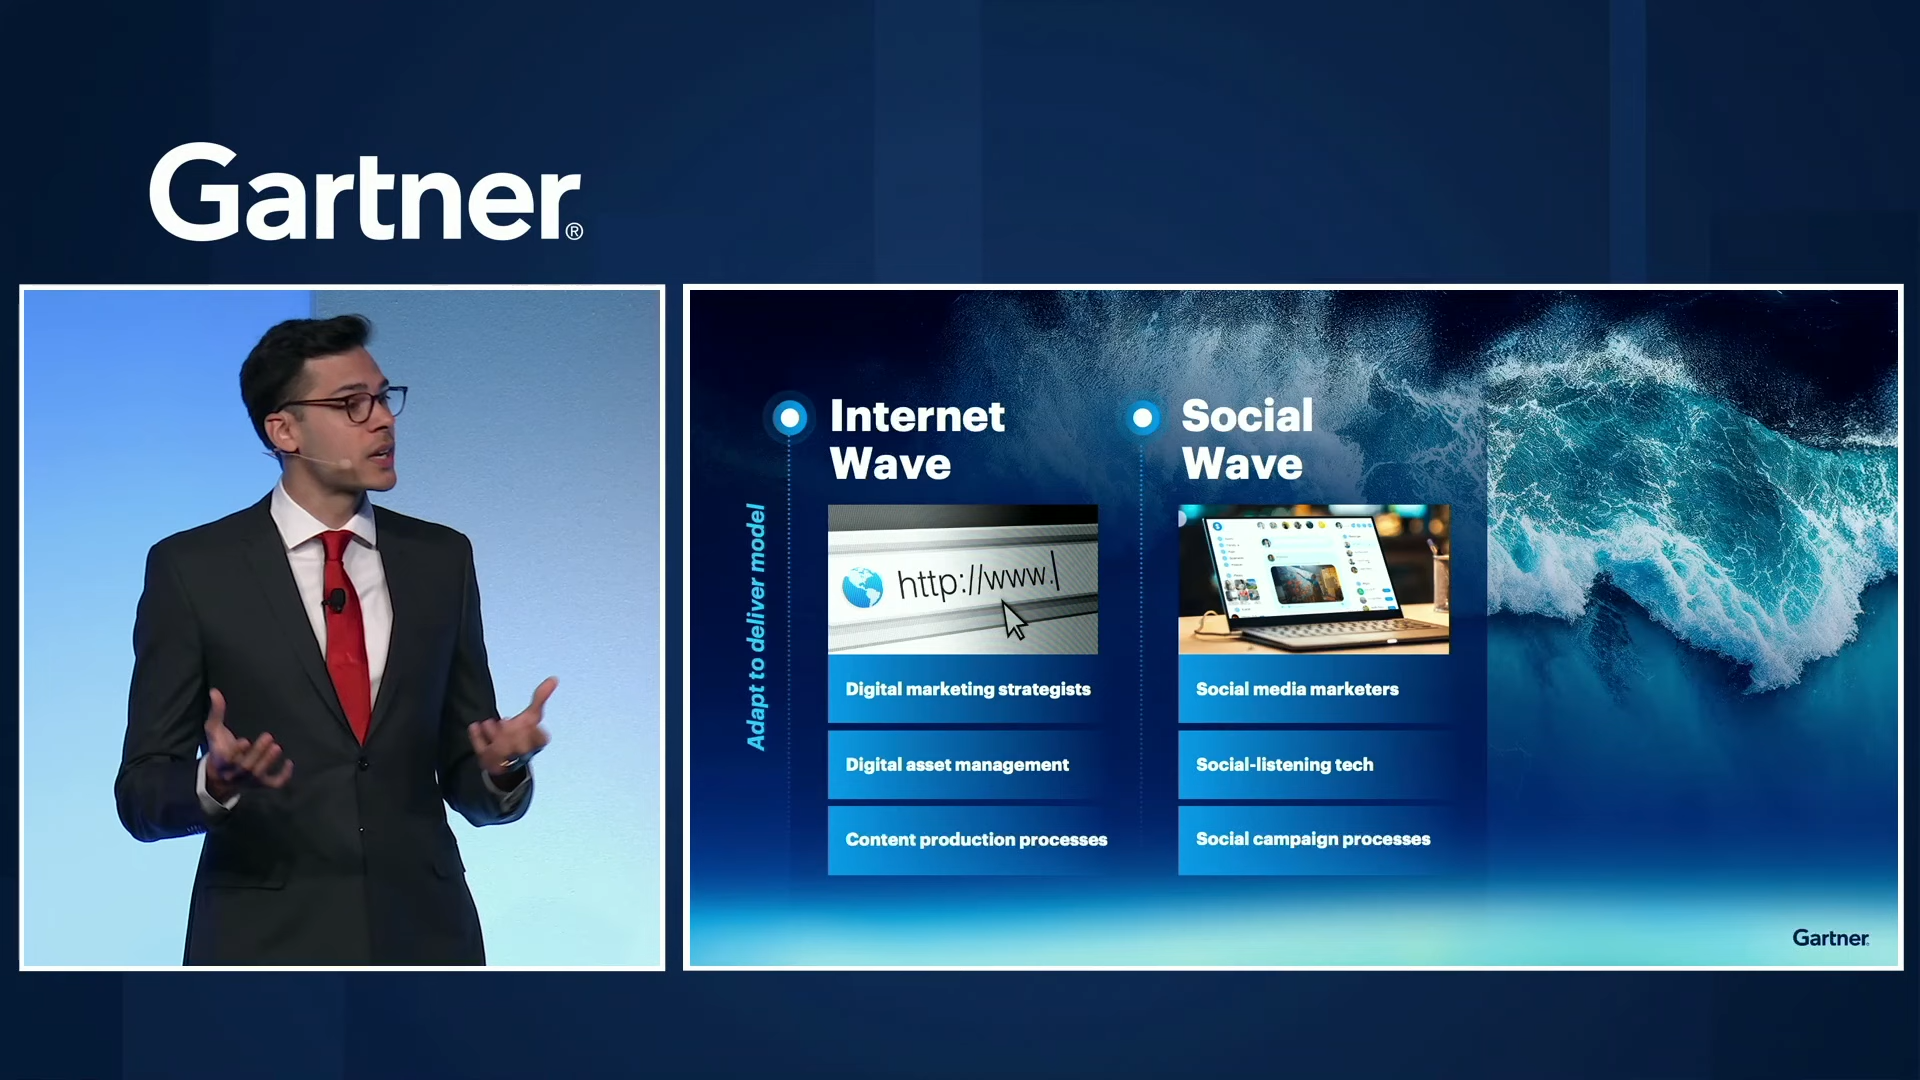 Gartner®
Internet
Wave
Social
Wave
Adapt to deliver model
http://www.
Digital marketing strategists
Social media marketers
Digital asset management
Social-listening tech
Content production processes
Social campaign processes
Gartner